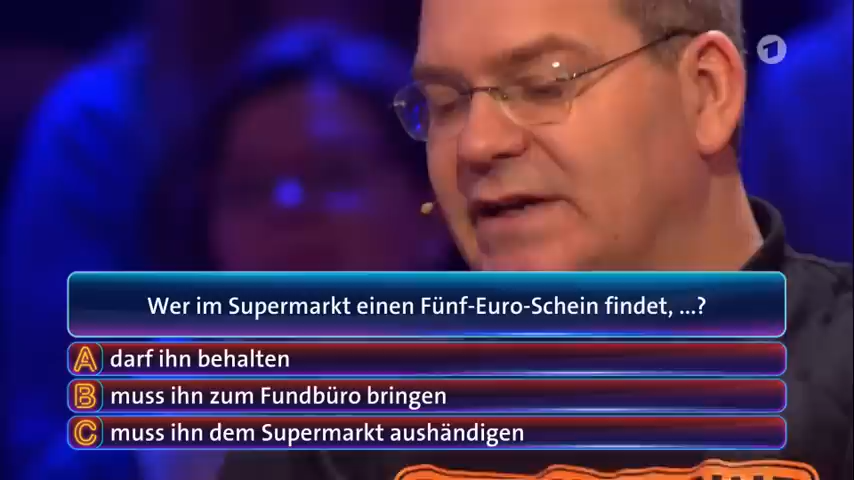 1
Wer im Supermarkt einen Fünf-Euro-Schein findet, ...?
A darf ihn behalten
B muss ihn zum Fundbüro bringen
C muss ihn dem Supermarkt aushändigen